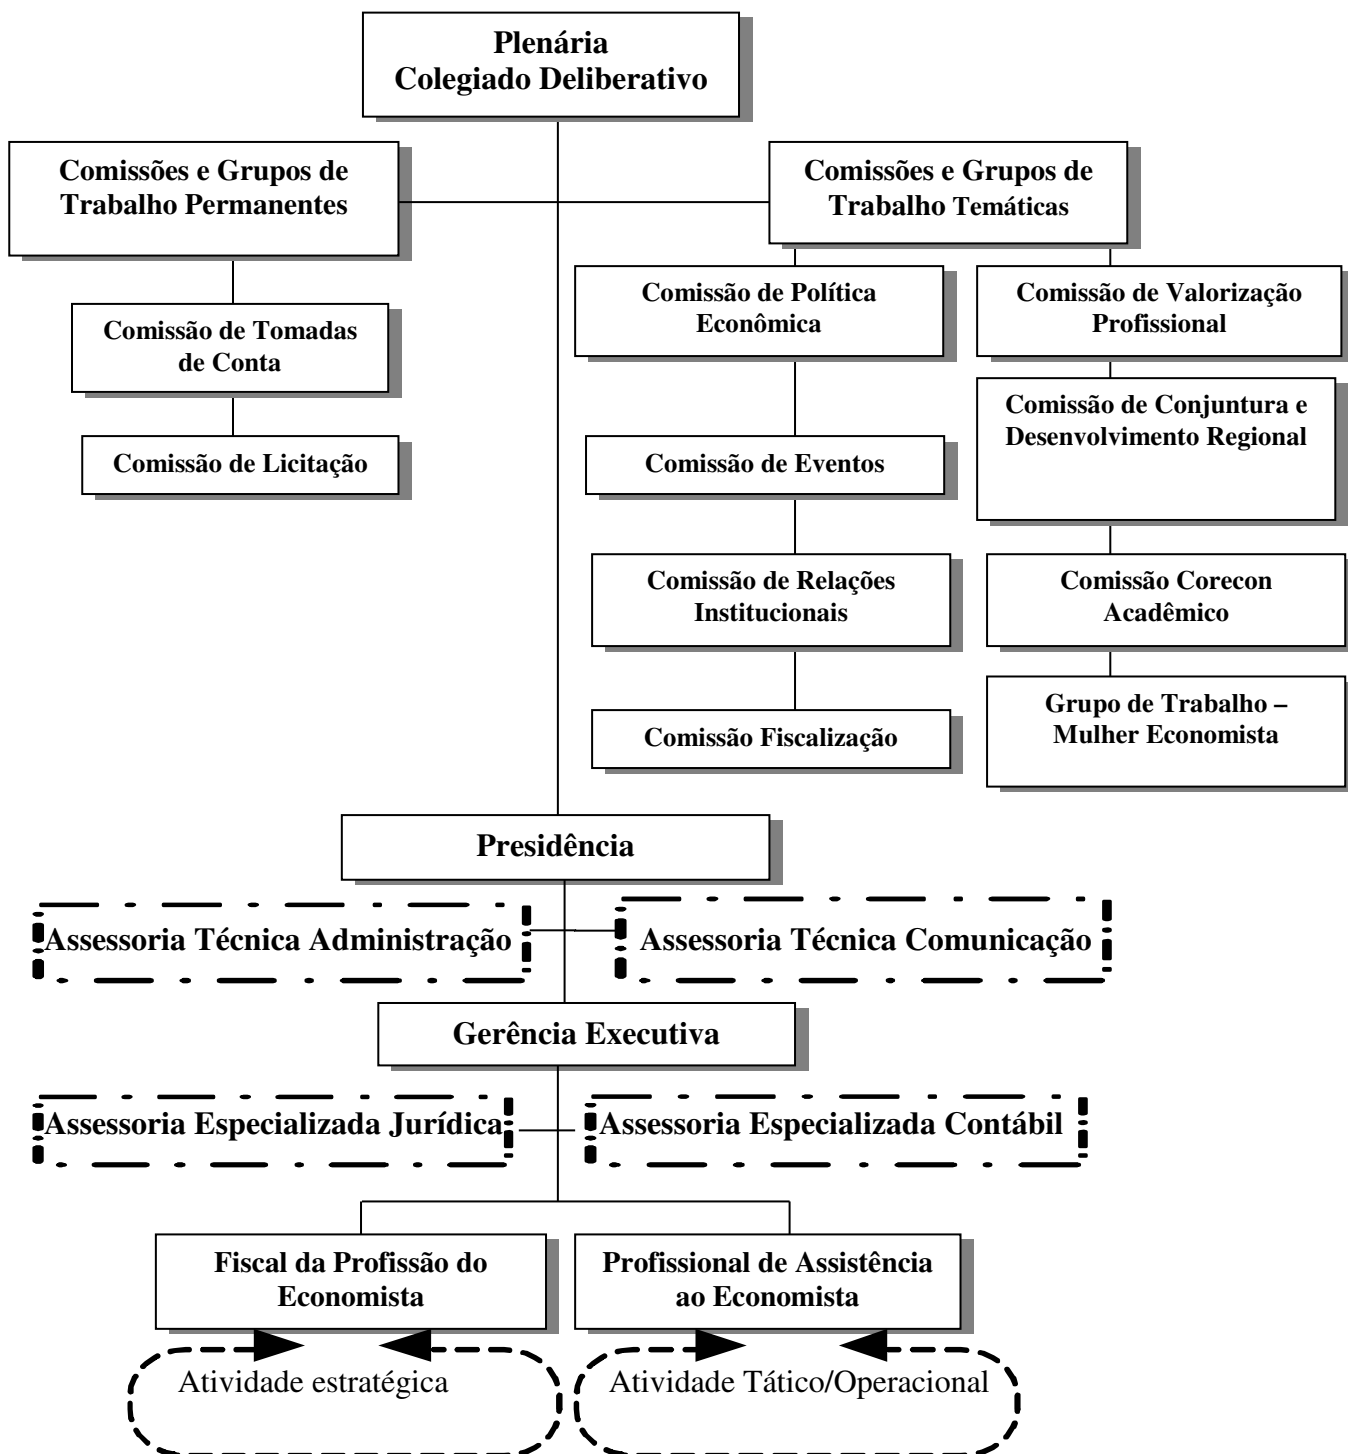 Plenária
Colegiado Deliberativo
Comissões e Grupos de
Trabalho Permanentes
Comissões e Grupos de
Trabalho Temáticas
Comissão de Tomadas
de Conta
Comissão de Licitação
Comissão de Política
Econômica
Comissão de Eventos
Comissão de Relações
Institucionais
Comissão Fiscalização
Comissão de Valorização
Profissional
Comissão de Conjuntura e
Desenvolvimento Regional
Comissão Corecon
Acadêmico
Grupo de Trabalho –
Mulher Economista
Presidência
Assessoria Técnica Administração
Assessoria Técnica Comunicação
Gerência Executiva
Assessoria Especializada Jurídica
Assessoria Especializada Contábil
Fiscal da Profissão do
Economista
Profissional de Assistência
ao Economista
Atividade estratégica
Atividade Tático/Operacional